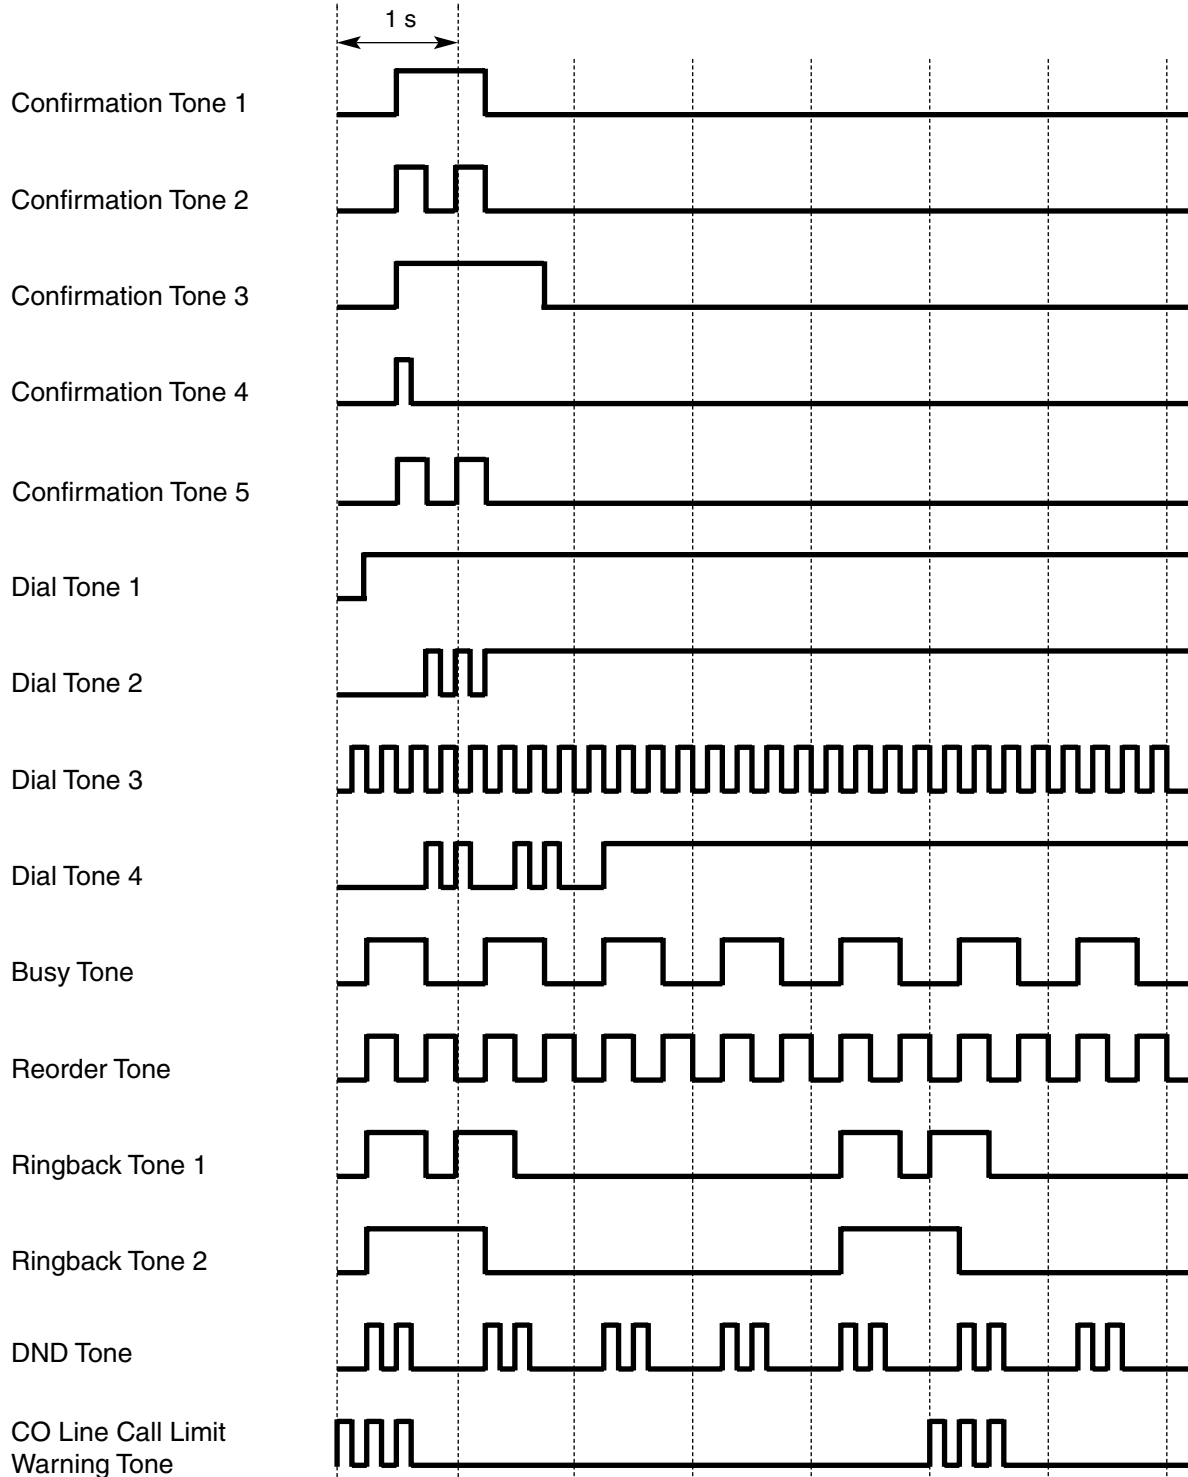 1 s
Confirmation Tone 1
Confirmation Tone 2
Confirmation Tone 3
Confirmation Tone 4
Confirmation Tone 5
Dial Tone 1
Dial Tone 2
Dial Tone 3
Dial Tone 4
Busy Tone
Reorder Tone
Ringback Tone 1
Ringback Tone 2
DND Tone
CO Line Call Limit
Warning Tone